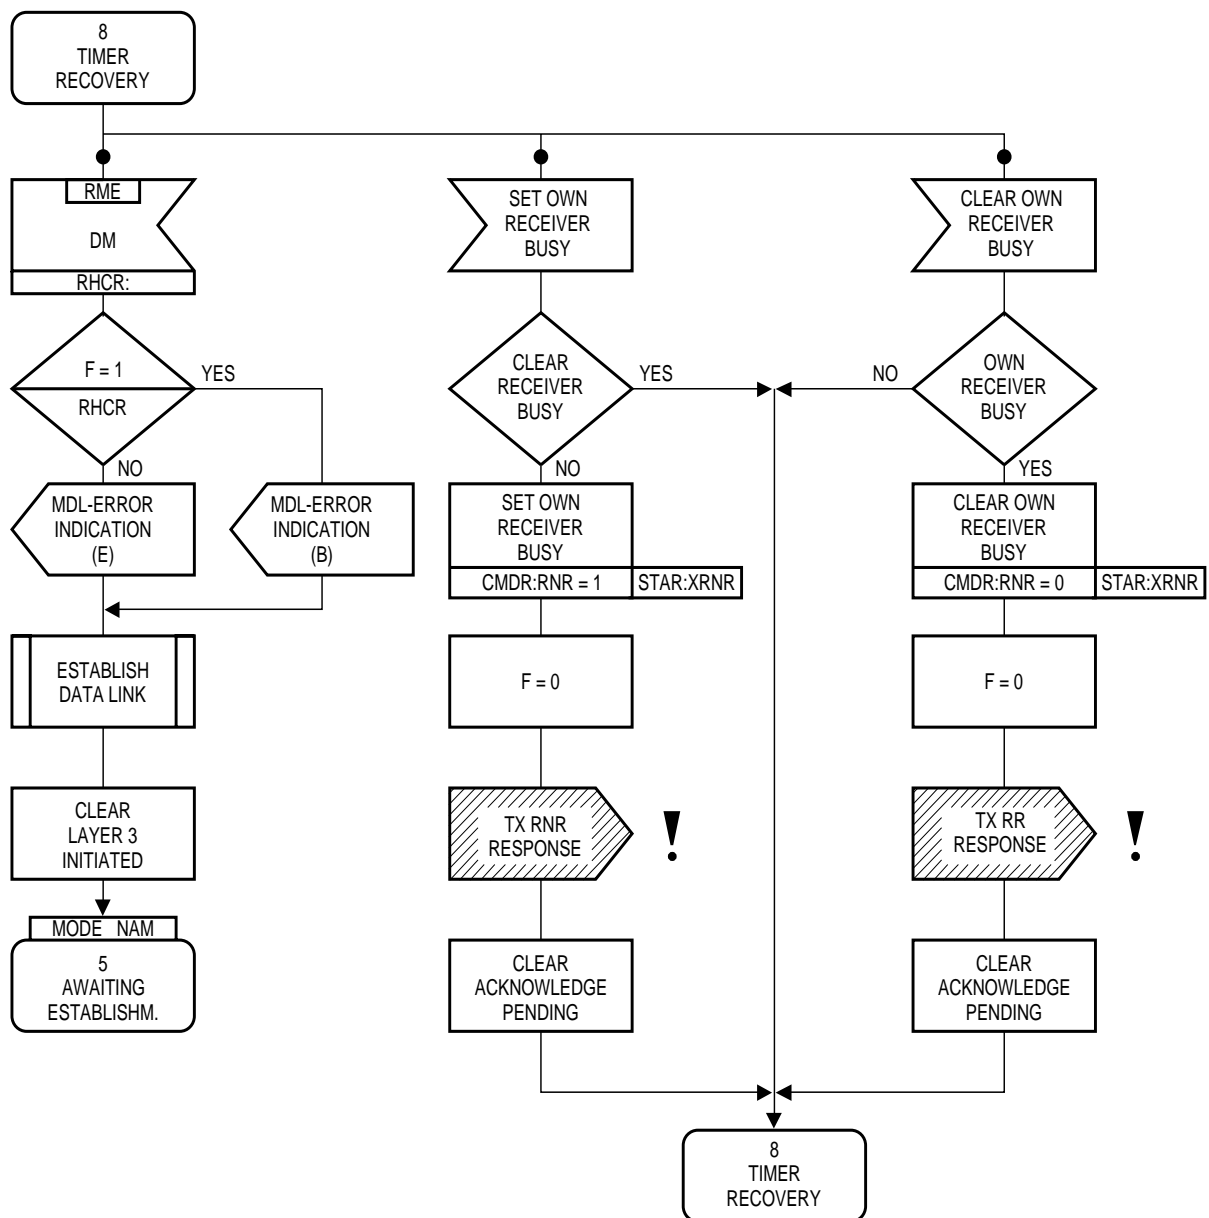 8
TIMER
RECOVERY
RME
DM
RHCR:
F = 1
RHCR
YES
NO
MDL-ERROR
INDICATION
(E)
MDL-ERROR
INDICATION
(B)
ESTABLISH
DATA LINK
CLEAR
LAYER 3
INITIATED
MODE NAM
5
AWAITING
ESTABLISHM.
SET OWN
RECEIVER
BUSY
CLEAR
RECEIVER
BUSY
YES
NO
SET OWN
RECEIVER
BUSY
CMDR:RNR = 1
STAR:XRNR
F = 0
TX RNR
RESPONSE
!
CLEAR
ACKNOWLEDGE
PENDING
CLEAR OWN
RECEIVER
BUSY
OWN
RECEIVER
BUSY
NO
YES
CLEAR OWN
RECEIVER
BUSY
CMDR:RNR = 0
STAR:XRNR
F = 0
TX RR
RESPONSE
!
CLEAR
ACKNOWLEDGE
PENDING
8
TIMER
RECOVERY